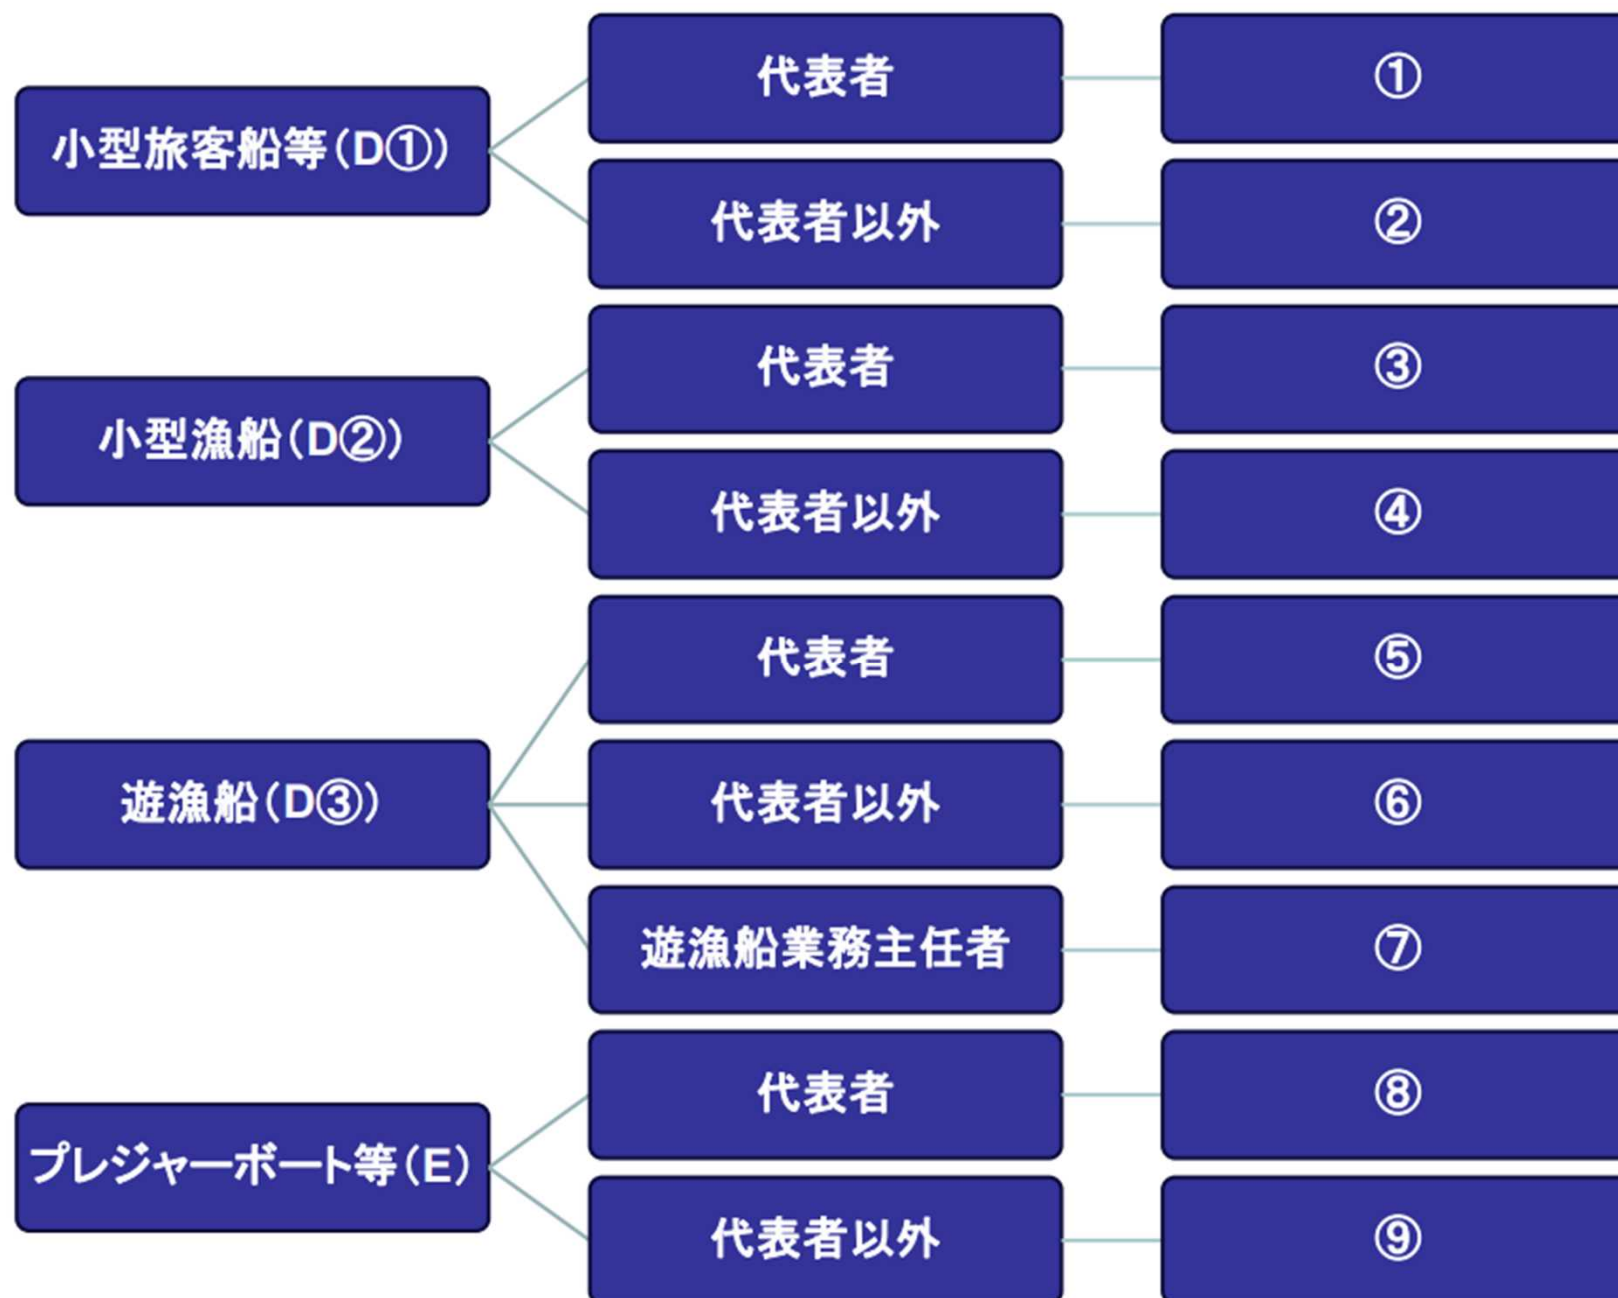 小型旅客船等(D①)
代表者
①
代表者以外
②
小型漁船(D②)
代表者
③
代表者以外
④
遊漁船(D③)
代表者
⑤
代表者以外
⑥
遊漁船業務主任者
⑦
プレジャーボート等(E)
代表者
⑧
代表者以外
⑨